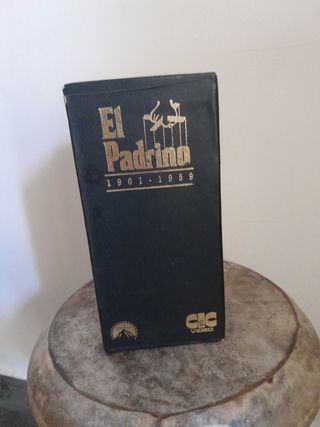 El
Padrino
1901-1959
CIC
VIDEO